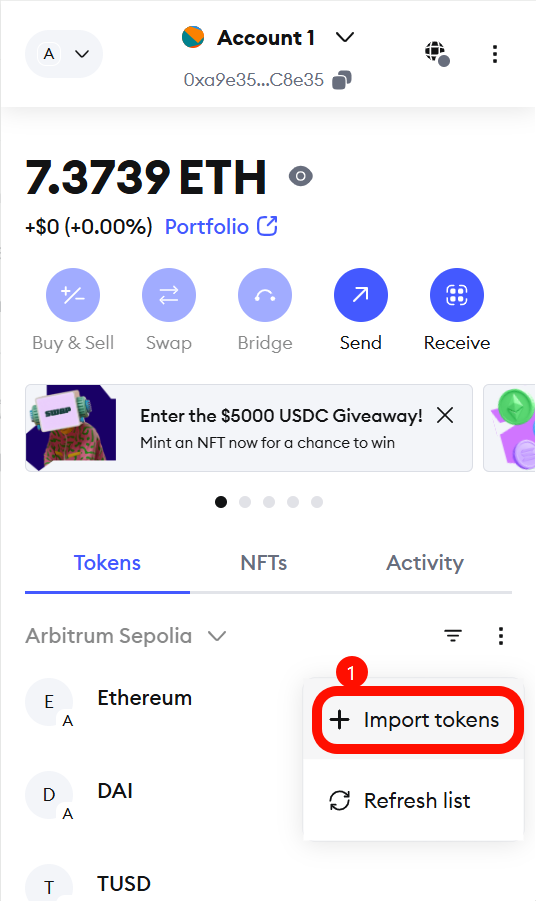 A
Account 1
0xa9e35...C8e35
7.3739 ETH
+$0 (+0.00%) Portfolio
Buy & Sell
Swap
Bridge
Send
Receive
SWAP
Enter the $5000 USDC Giveaway!
Mint an NFT now for a chance to win
Tokens
NFTs
Activity
Arbitrum Sepolia
1
E
A
Ethereum
Import tokens
D
A
DAI
Refresh list
T
TUSD